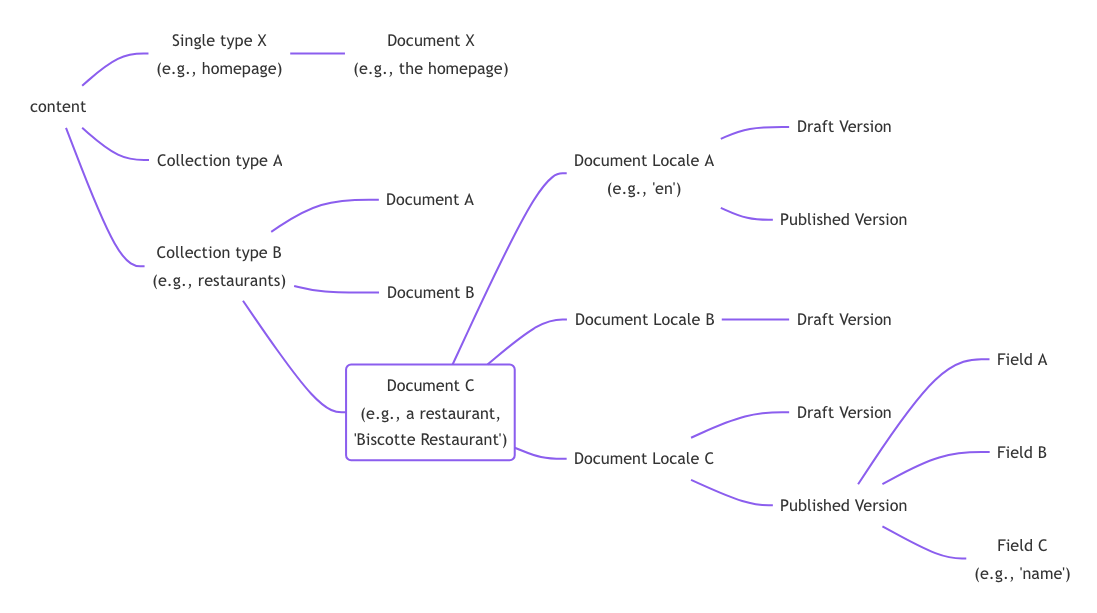 Single type X
(e.g., homepage)
Document X
(e.g., the homepage)
content
Collection type A
Collection type B
(e.g., restaurants)
Document A
Document B
Document C
(e.g., a restaurant,
'Biscotte Restaurant')
Document Locale A
(e.g., 'en')
Draft Version
Published Version
Document Locale B
Draft Version
Document Locale C
Draft Version
Published Version
Field A
Field B
Field C
(e.g., 'name')